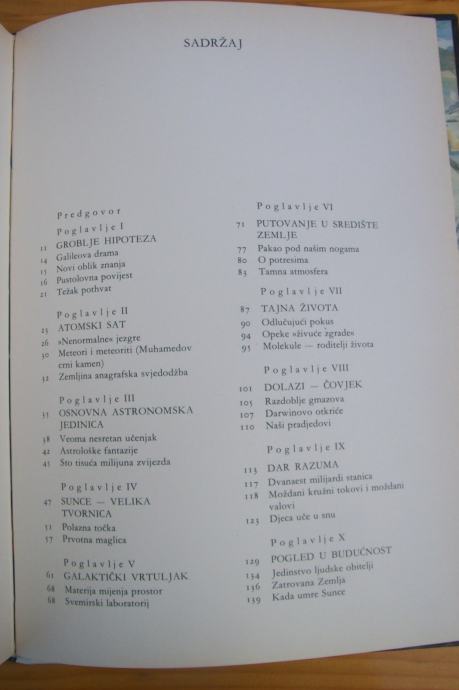 SADRŽAJ
Predgovor
Poglavlje I
11 GROBLJE HIPOTEZA
14 Galileova drama
15 Novi oblik znanja
16 Pustolovna povijest
21 Težak pothvat
Poglavlje II
23 ATOMSKI SAT
26 »Nenormalne« jezgre
30 Meteori i meteoriti (Muhamedov
crni kamen)
32 Zemljina anagrafska svjedodžba
Poglavlje III
35 OSNOVNA ASTRONOMSKA
JEDINICA
38 Veoma nesretan učenjak
42 Astrološke fantazije
45 Sto tisuća milijuna zvijezda
Poglavlje IV
47 SUNCE — VELIKA
TVORNICA
51 Polazna točka
57 Prvotna maglica
Poglavlje V
61 GALAKTIČKI VRTULJAK
68 Materija mijenja prostor
68 Svemirski laboratorij
Poglavlje VI
71 PUTOVANJE U SREDIŠTE
ZEMLJE
77 Pakao pod našim nogama
80 O potresima
83 Tamna atmosfera
Poglavlje VII
87 TAJNA ŽIVOTA
90 Odlučujući pokus
94 Opeke »živuće zgrade«
95 Molekule — roditelji života
Poglavlje VIII
101 DOLAZI — ČOVJEK
105 Razdoblje gmazova
107 Darwinovo otkriće
110 Naši pradjedovi
Poglavlje IX
113 DAR RAZUMA
117 Dvanaest milijardi stanica
118 Moždani kružni tokovi i moždani
valovi
123 Djeca uče u snu
Poglavlje X
129 POGLED U BUDUĆNOST
134 Jedinstvo ljudske obitelji
136 Zatrovana Zemlja
139 Kada umre Sunce